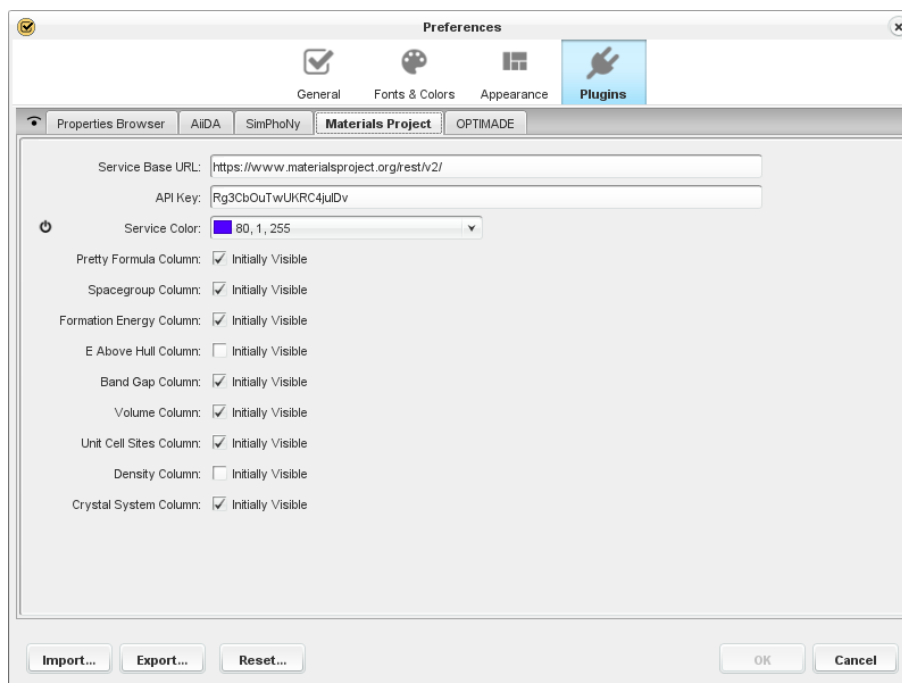 Preferences
General Fonts & Colors Appearance Plugins
Properties Browser AiiDA SimPhoNy Materials Project OPTIMADE
Service Base URL: https://www.materialsproject.org/rest/v2/
API Key: Rg3CbOuTwUKRC4julDv
Service Color: 80, 1, 255
Pretty Formula Column: Initially Visible
Spacegroup Column: Initially Visible
Formation Energy Column: Initially Visible
E Above Hull Column: Initially Visible
Band Gap Column: Initially Visible
Volume Column: Initially Visible
Unit Cell Sites Column: Initially Visible
Density Column: Initially Visible
Crystal System Column: Initially Visible
Import... Export... Reset... OK Cancel